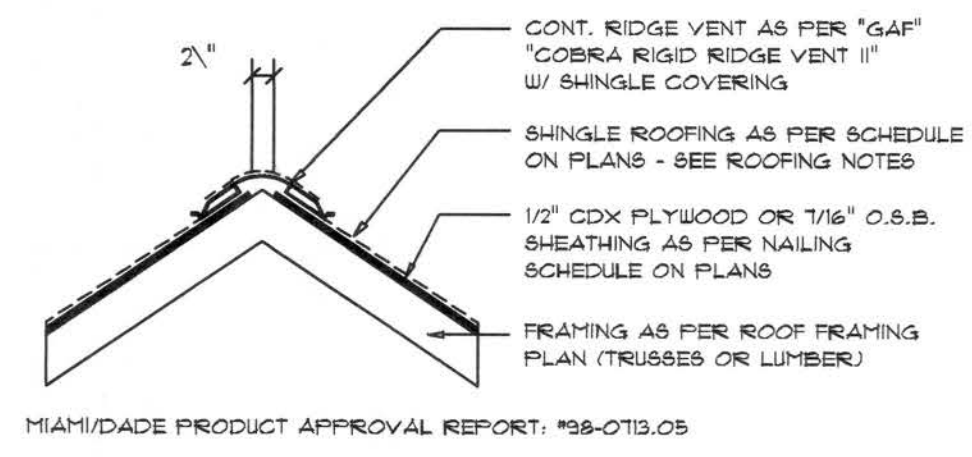 2\"
CONT. RIDGE VENT AS PER "GAF"
"COBRA RIGID RIDGE VENT II"
W/ SHINGLE COVERING
SHINGLE ROOFING AS PER SCHEDULE
ON PLANS - SEE ROOFING NOTES
1/2" CDX PLYWOOD OR 7/16" O.S.B.
SHEATHING AS PER NAILING
SCHEDULE ON PLANS
FRAMING AS PER ROOF FRAMING
PLAN (TRUSSES OR LUMBER)
MIAMI/DADE PRODUCT APPROVAL REPORT: #98-0713.05